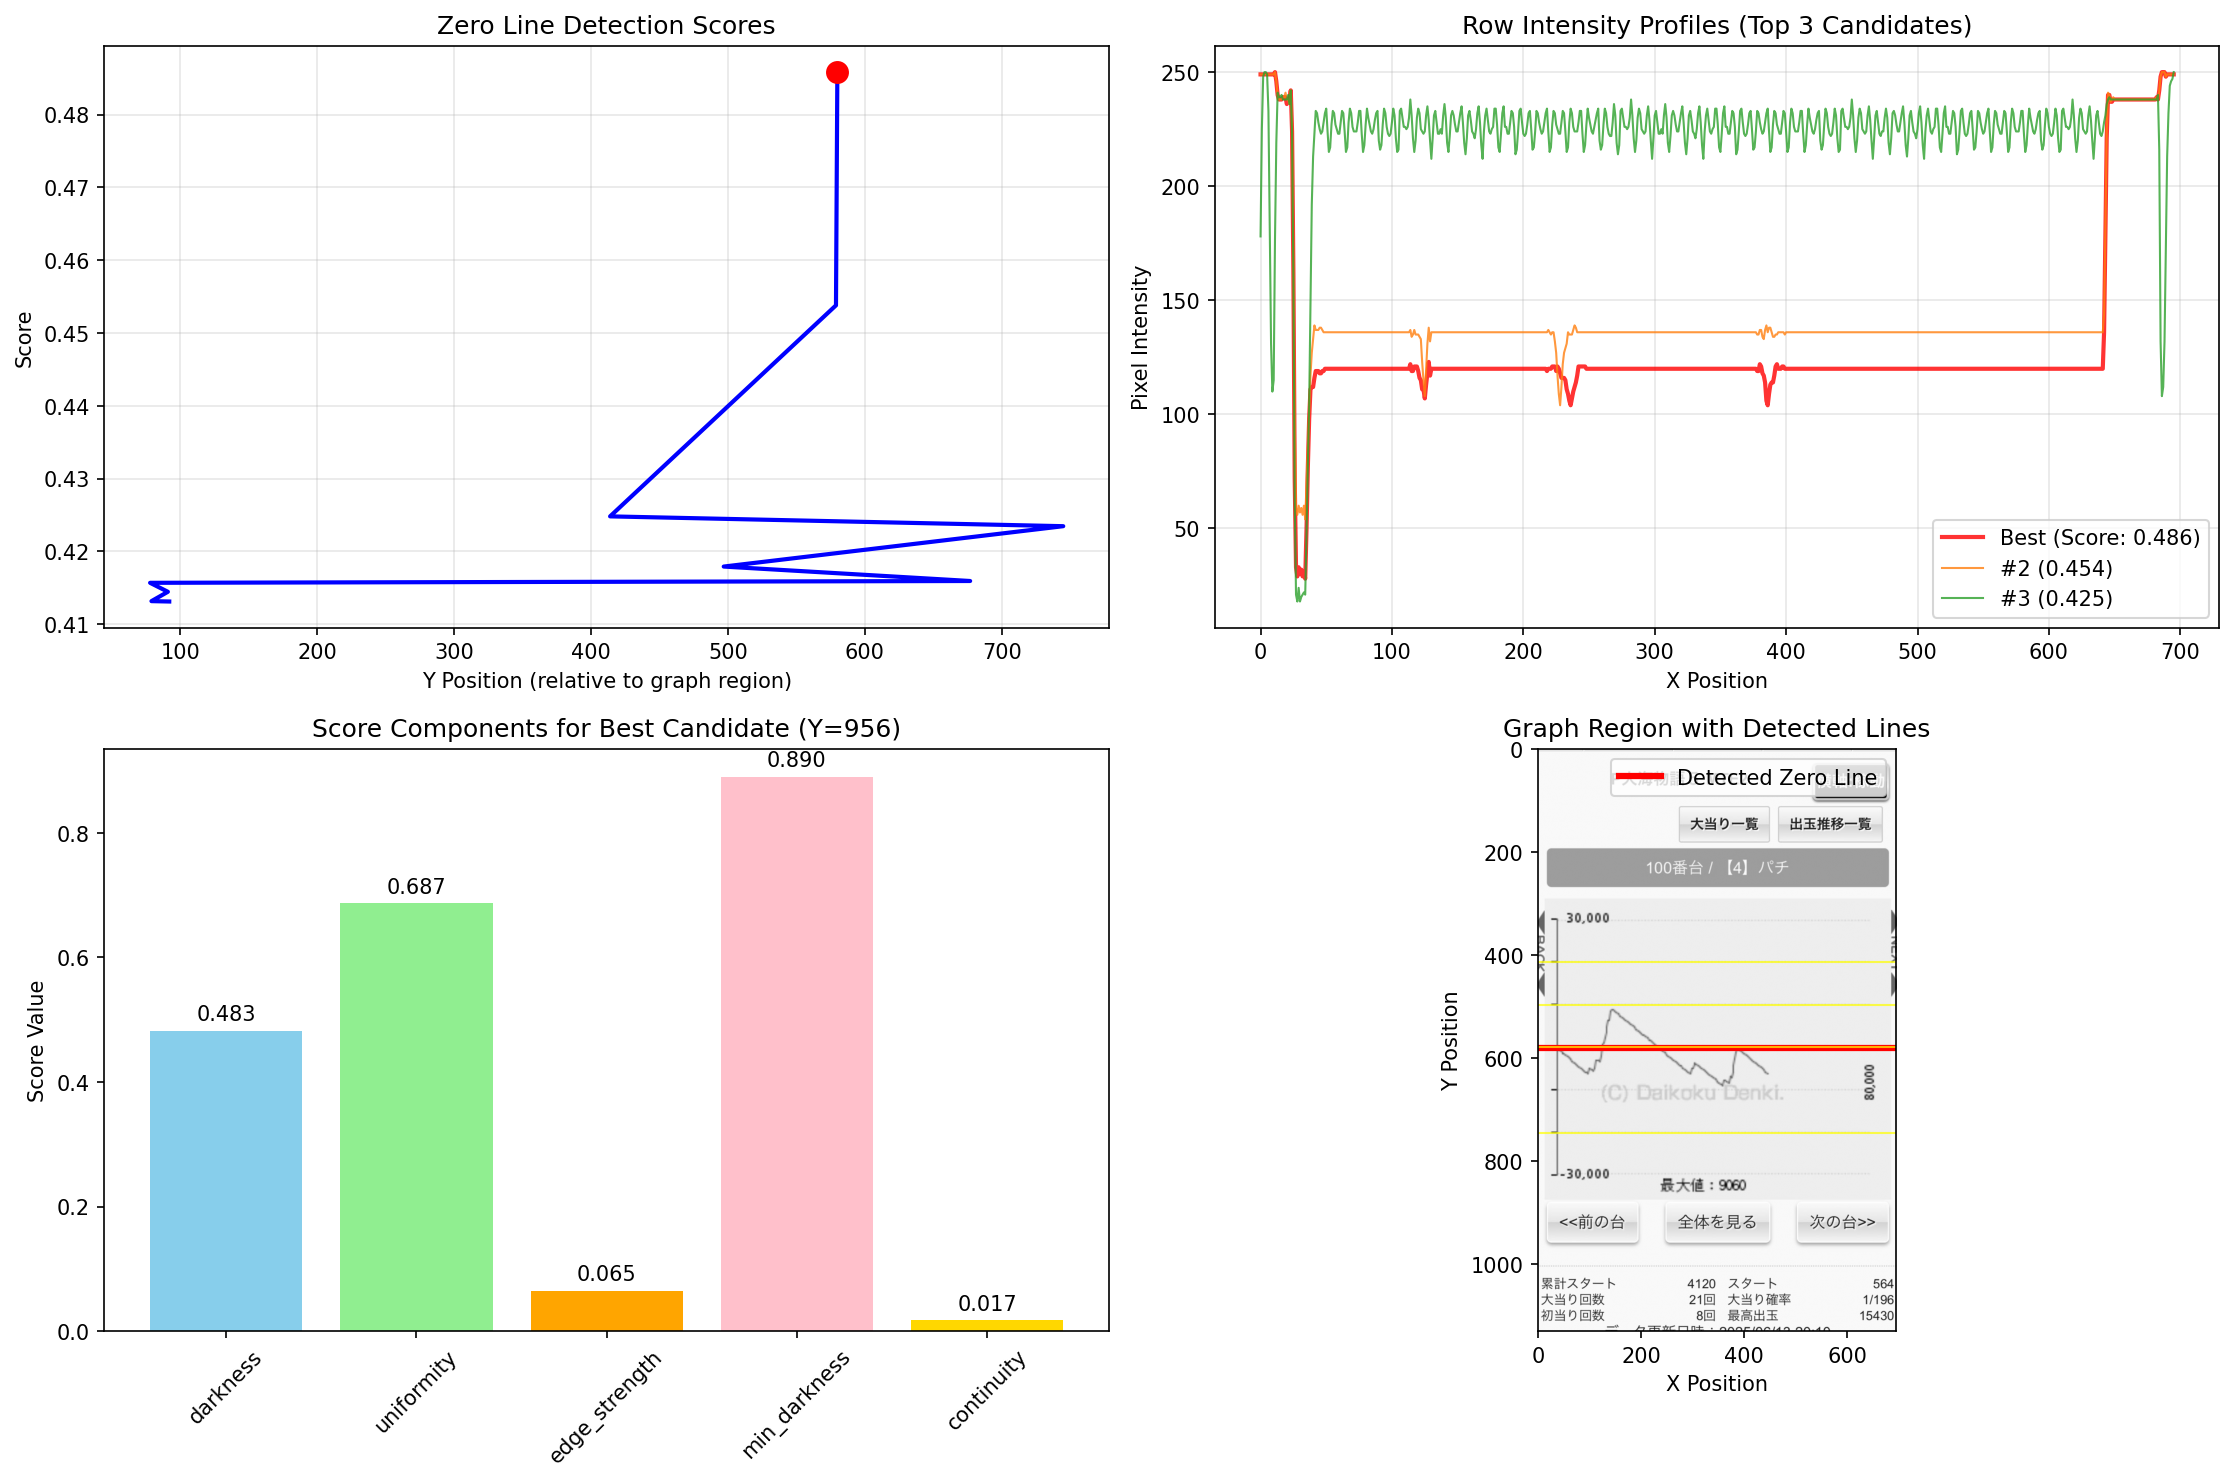 Zero Line Detection Scores
0.48
0.47
0.46
0.45
0.44
0.43
0.42
0.41
Score
100 200 300 400 500 600 700
Y Position (relative to graph region)
Row Intensity Profiles (Top 3 Candidates)
250
200
150
100
50
Pixel Intensity
Best (Score: 0.486)
#2 (0.454)
#3 (0.425)
0 100 200 300 400 500 600 700
X Position
Score Components for Best Candidate (Y=956)
0.8
0.6
0.4
0.2
0.0
Score Value
0.483
0.687
0.065
0.890
0.017
darkness
uniformity
edge_strength
min_darkness
continuity
Graph Region with Detected Lines
0
200
400
600
800
1000
Y Position
Detected Zero Line
大当り一覧 出玉推移一覧
100番台 / 【4】パチ
30,000
80,000
(C) Daikoku Denki.
-30,000
最大値：9060
<<前の台 全体を見る 次の台>>
累計スタート 4120 スタート 564
大当り回数 21回 大当り確率 1/196
初当り回数 8回 最高出玉 15430
0 200 400 600
X Position